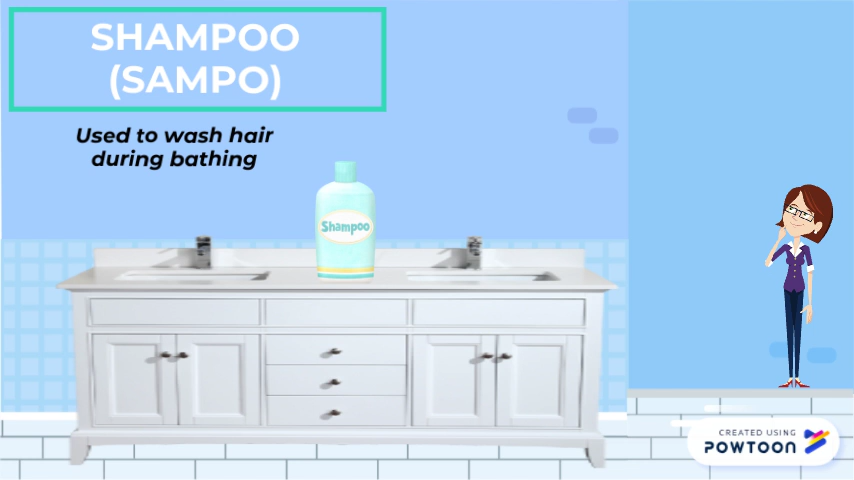 SHAMPOO
(SAMPO)
Used to wash hair
during bathing
Shampoo
CREATED USING
POWTOON